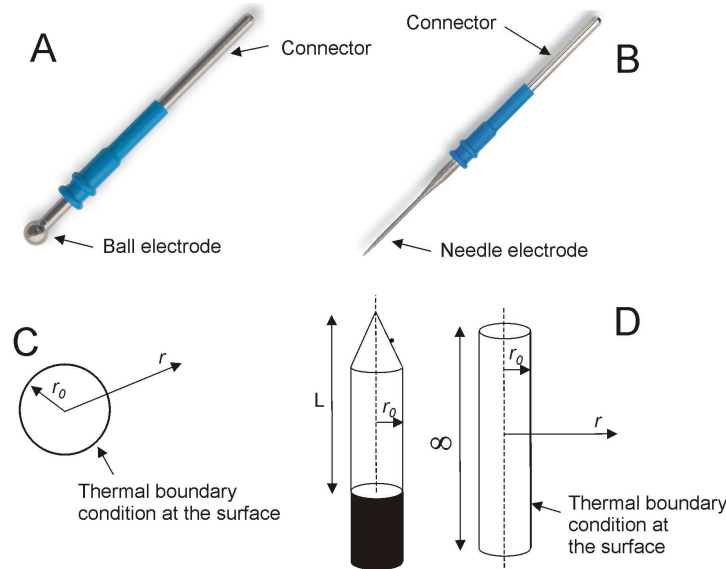 A
Connector
Ball electrode
Connector
B
Needle electrode
C
r₀
r
Thermal boundary
condition at the surface
D
L
r₀
∞
r₀
r
Thermal boundary
condition at
the surface